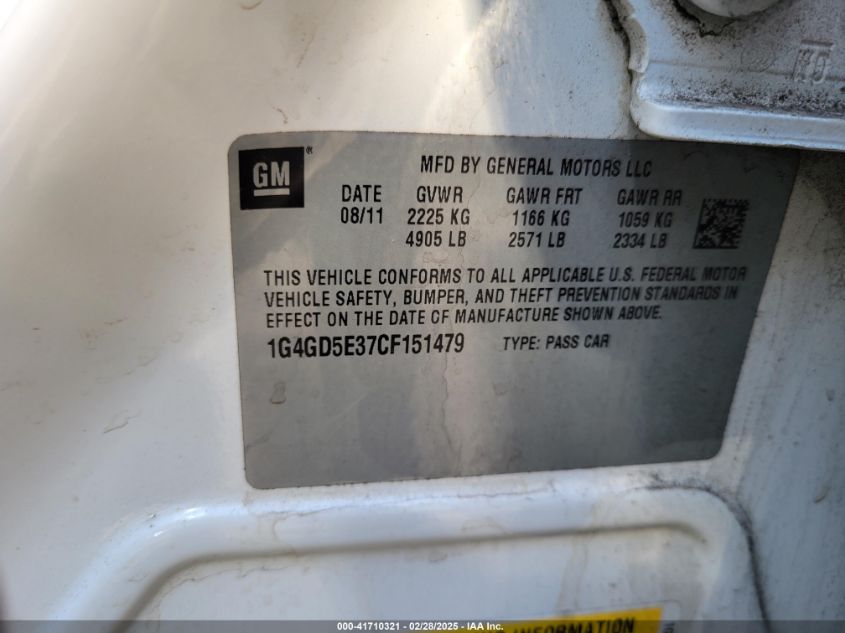 GM®
MFD BY GENERAL MOTORS LLC
DATE GVWR GAWR FRT GAWR RR
08/11 2225 KG 1166 KG 1059 KG
4905 LB 2571 LB 2334 LB
THIS VEHICLE CONFORMS TO ALL APPLICABLE U.S. FEDERAL MOTOR
VEHICLE SAFETY, BUMPER, AND THEFT PREVENTION STANDARDS IN
EFFECT ON THE DATE OF MANUFACTURE SHOWN ABOVE.
1G4GD5E37CF151479 TYPE: PASS CAR
INFORMATION
000-41710321 - 02/28/2025 - IAA Inc.